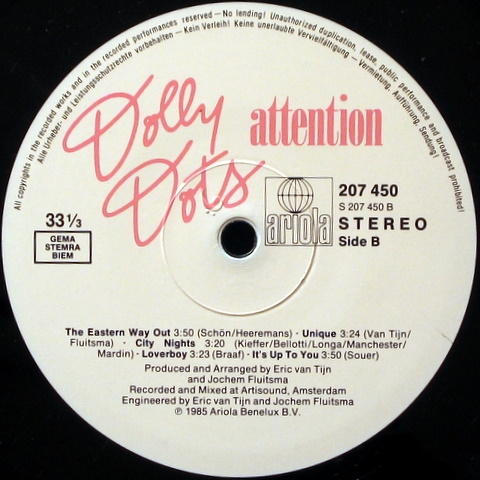 All copyrights in the recorded works and in the recorded performances reserved — No lending! Unauthorized duplication, lease, public performance and broadcast prohibited!
Alle Urheber- und Leistungsschutzrechte vorbehalten — Kein Verleih! Keine unerlaubte Vervielfältigung — Vermietung, Aufführung, Sendung!
Dolly Dots
attention
33 1/3
GEMA
STEMRA
BIEM
ariola
207 450
S 207 450 B
STEREO
Side B
The Eastern Way Out 3:50 (Schön/Heeremans) · Unique 3:24 (Van Tijn/
Fluitsma) · City Nights 3:20 (Kieffer/Bellotti/Longa/Manchester/
Mardin) · Loverboy 3:23 (Braaf) · It's Up To You 3:50 (Souer)
Produced and Arranged by Eric van Tijn
and Jochem Fluitsma
Recorded and Mixed at Artisound, Amsterdam
Engineered by Eric van Tijn and Jochem Fluitsma
℗ 1985 Ariola Benelux B.V.